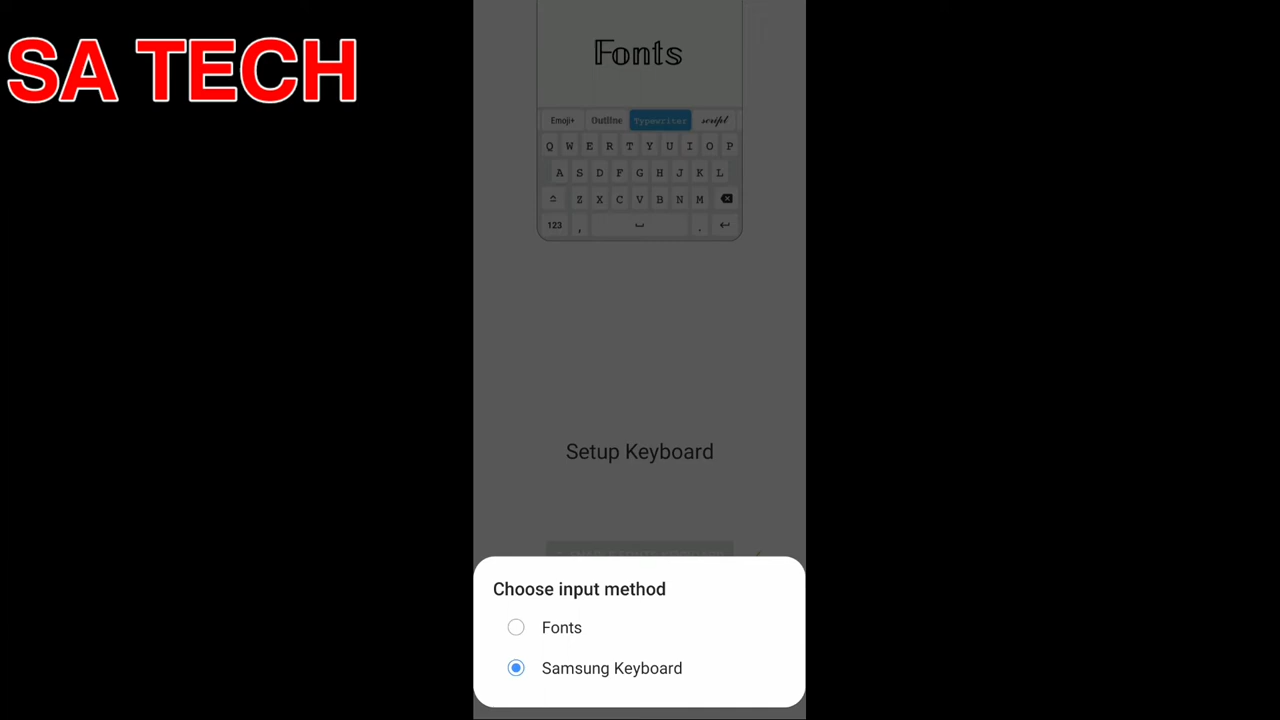 SA TECH
Fonts
Emoji+ Outline Typewriter script
Q W E R T Y U I O P
A S D F G H J K L
Z X C V B N M
123 , .
Setup Keyboard
Choose input method
Fonts
Samsung Keyboard